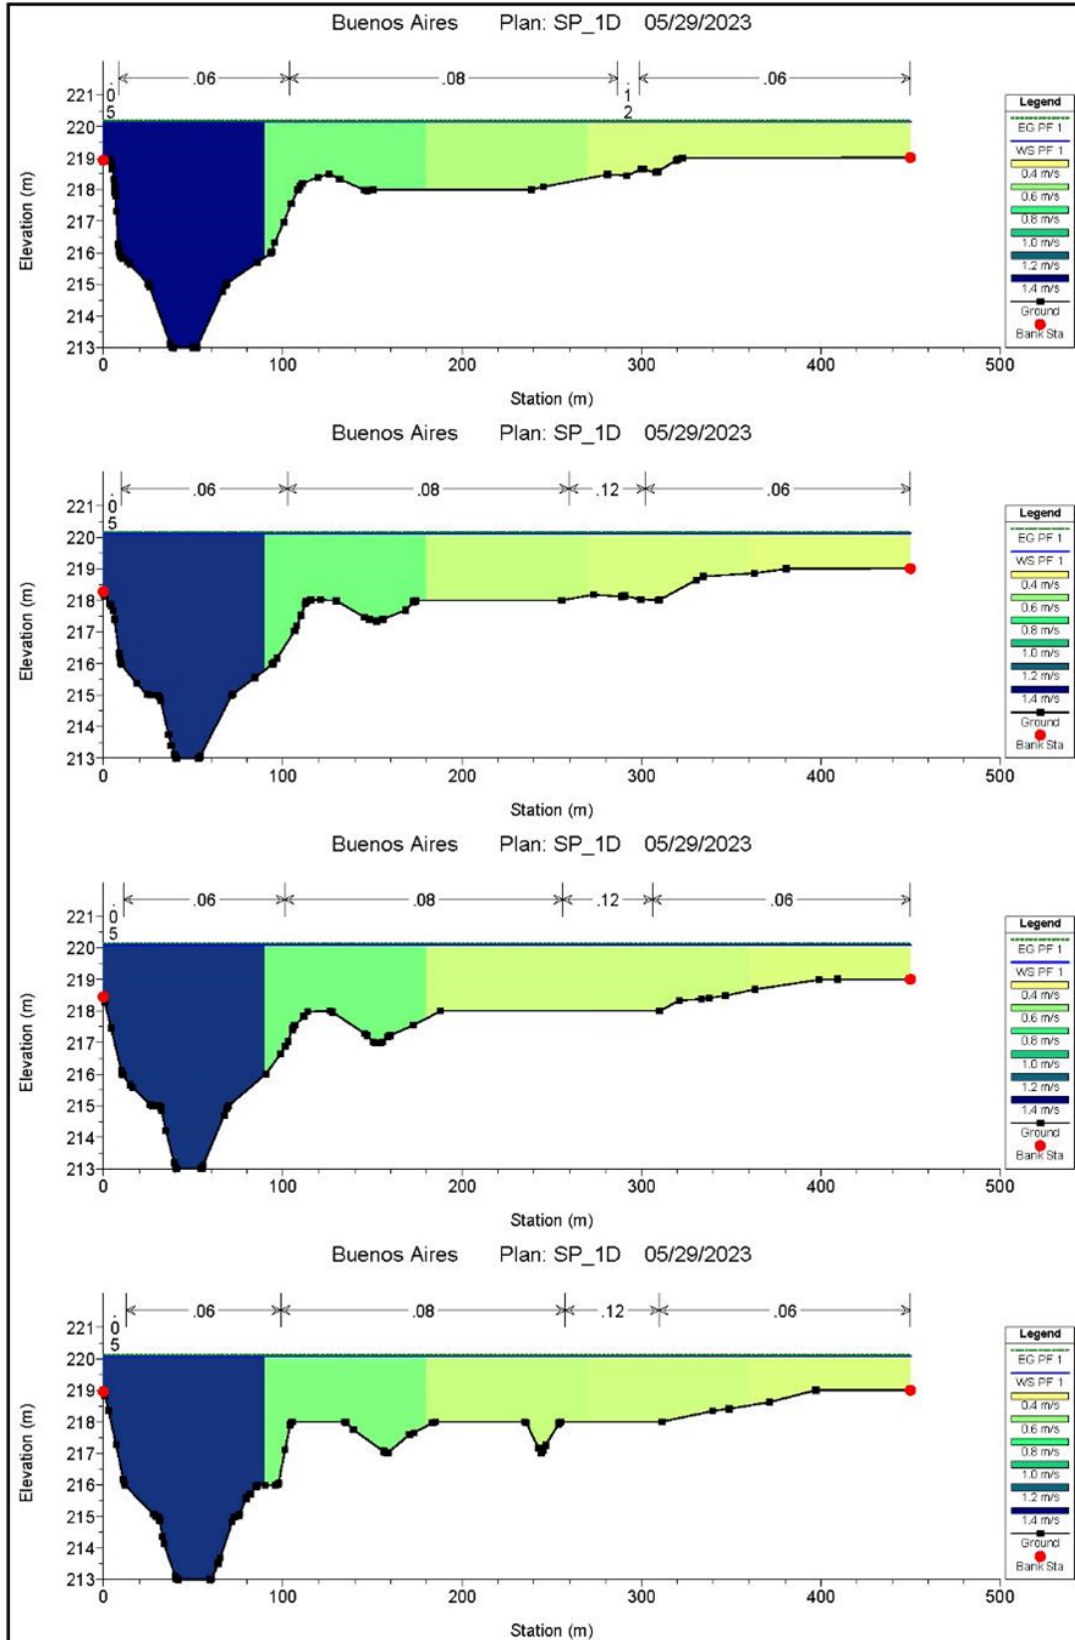 Buenos Aires Plan: SP_1D 05/29/2023
.05 .06 .08 .12 .06
Elevation (m)
221
220
219
218
217
216
215
214
213
0 100 200 300 400 500
Station (m)
Legend
EG PF 1
WS PF 1
0.4 m/s
0.6 m/s
0.8 m/s
1.0 m/s
1.2 m/s
1.4 m/s
Ground
Bank Sta
Buenos Aires Plan: SP_1D 05/29/2023
.05 .06 .08 .12 .06
Elevation (m)
221
220
219
218
217
216
215
214
213
0 100 200 300 400 500
Station (m)
Legend
EG PF 1
WS PF 1
0.4 m/s
0.6 m/s
0.8 m/s
1.0 m/s
1.2 m/s
1.4 m/s
Ground
Bank Sta
Buenos Aires Plan: SP_1D 05/29/2023
.05 .06 .08 .12 .06
Elevation (m)
221
220
219
218
217
216
215
214
213
0 100 200 300 400 500
Station (m)
Legend
EG PF 1
WS PF 1
0.4 m/s
0.6 m/s
0.8 m/s
1.0 m/s
1.2 m/s
1.4 m/s
Ground
Bank Sta
Buenos Aires Plan: SP_1D 05/29/2023
.05 .06 .08 .12 .06
Elevation (m)
221
220
219
218
217
216
215
214
213
0 100 200 300 400 500
Station (m)
Legend
EG PF 1
WS PF 1
0.4 m/s
0.6 m/s
0.8 m/s
1.0 m/s
1.2 m/s
1.4 m/s
Ground
Bank Sta